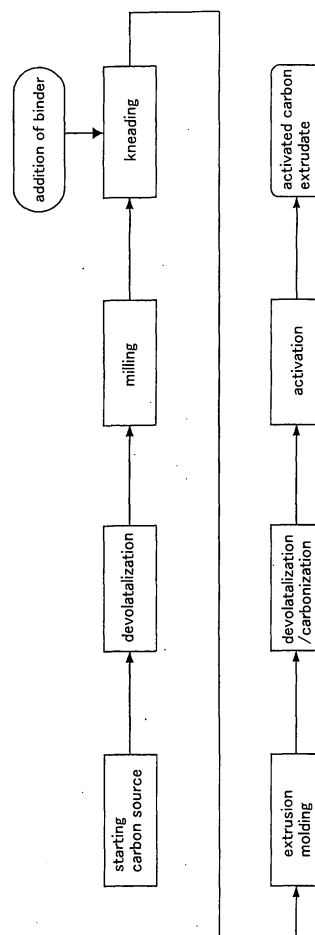 starting
carbon source
devolatalization
milling
addition of binder
kneading
extrusion
molding
devolatalization
/carbonization
activation
activated carbon
extrudate